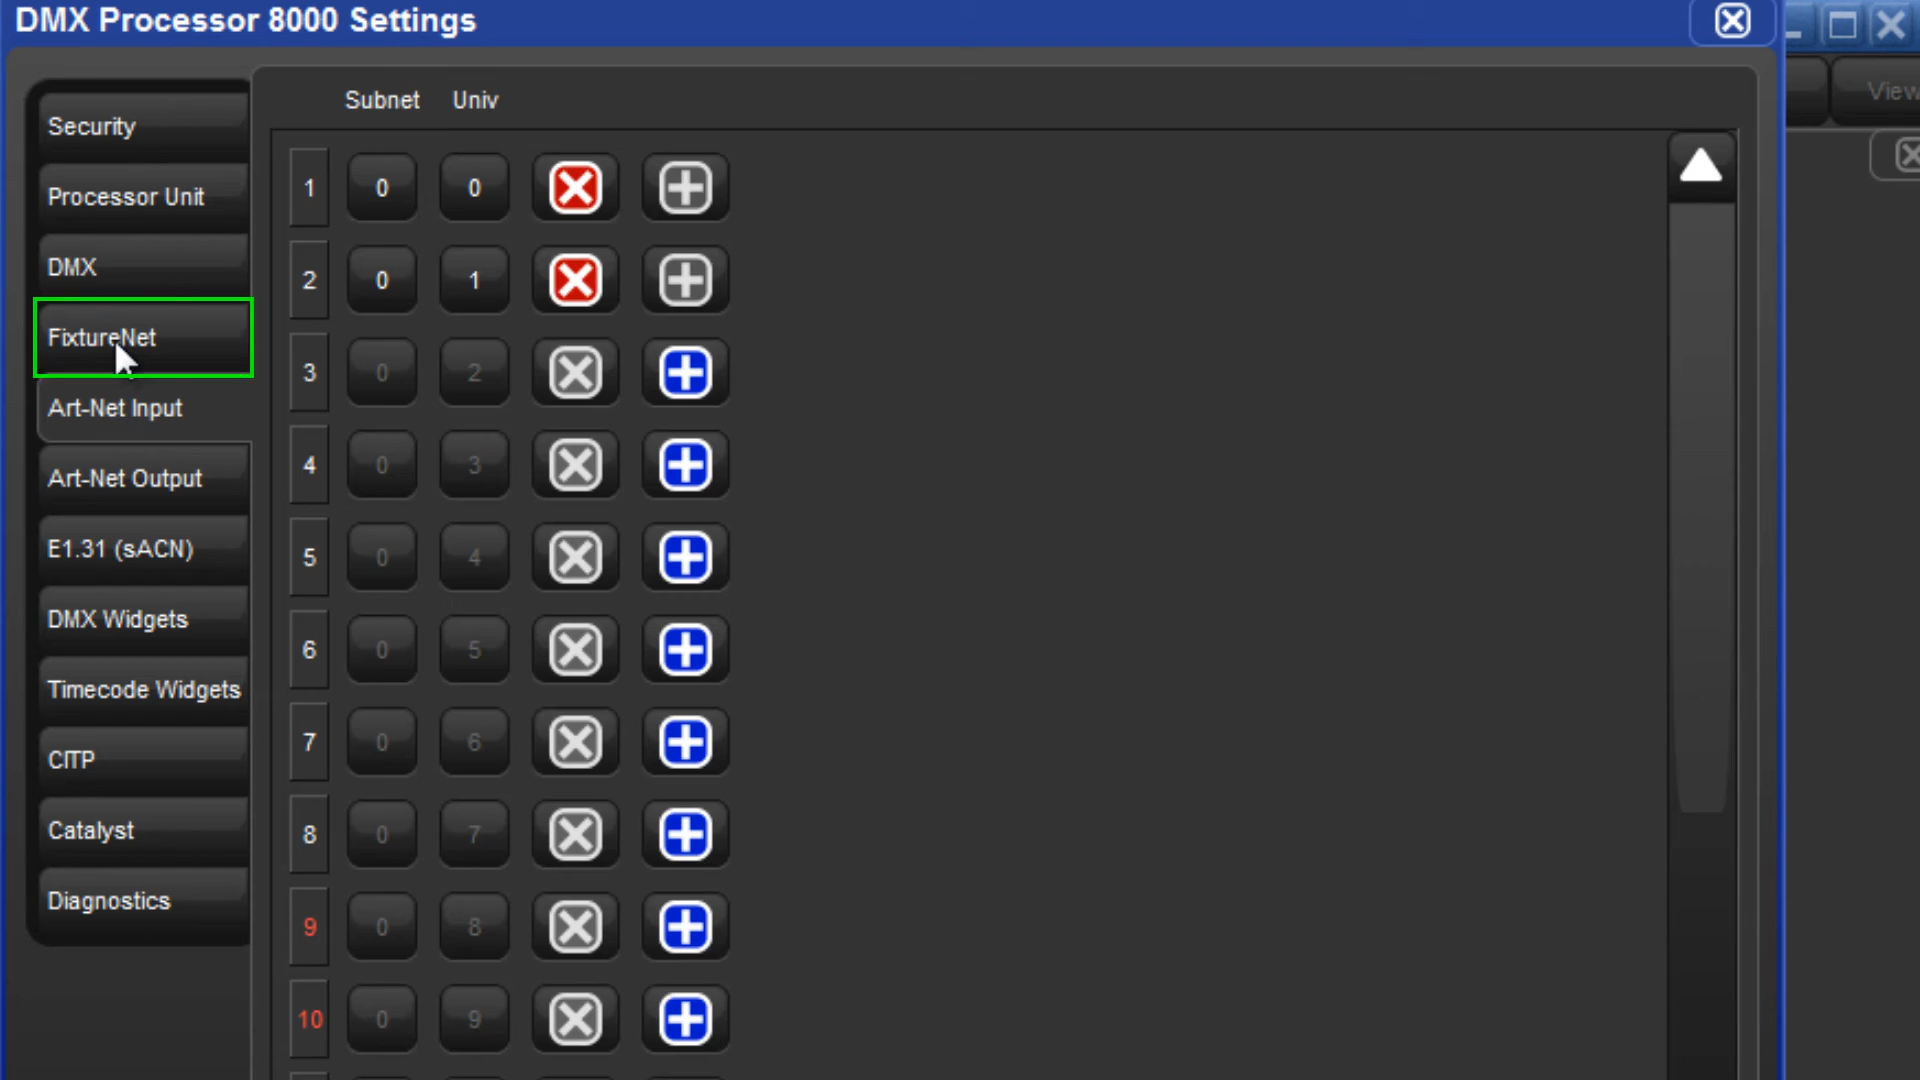 DMX Processor 8000 Settings
View
Security
Processor Unit
DMX
FixtureNet
Art-Net Input
Art-Net Output
E1.31 (sACN)
DMX Widgets
Timecode Widgets
CITP
Catalyst
Diagnostics
Subnet Univ
1 0 0
2 0 1
3 0 2
4 0 3
5 0 4
6 0 5
7 0 6
8 0 7
9 0 8
10 0 9